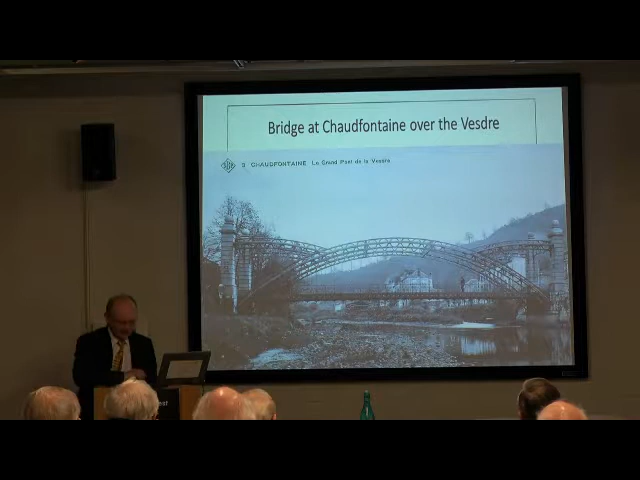 Bridge at Chaudfontaine over the Vesdre
3 CHAUDFONTAINE Le Grand Pont de la Vesdre